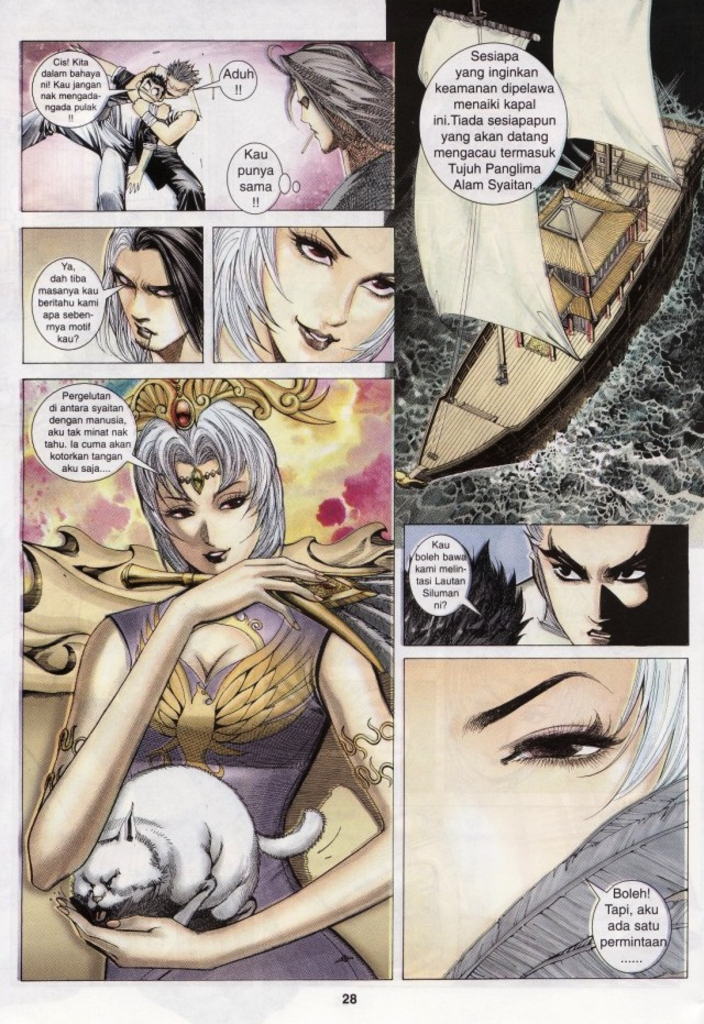 Cis! Kita
dalam bahaya
ni! Kau jangan
mengada-
ngada pulak
!!
Aduh
!!
Kau
punya
sama
!!
Ya,
dah tiba
masanya kau
beritahu kami
apa seben-
rnya motif
kau?
Pergelutan
di antara syaitan
dengan manusia,
aku tak minat nak
tahu. Ia cuma akan
kotorkan tangan
aku saja....
Sesiapa
yang inginkan
keamanan dipelawa
menaiki kapal
ini.Tiada sesiapapun
yang akan datang
mengacau termasuk
Tujuh Panglima
Alam Syaitan.
Kau
boleh bawa
kami melin-
tasi Lautan
Siluman
ni?
Boleh!
Tapi, aku
ada satu
permintaan
......
28